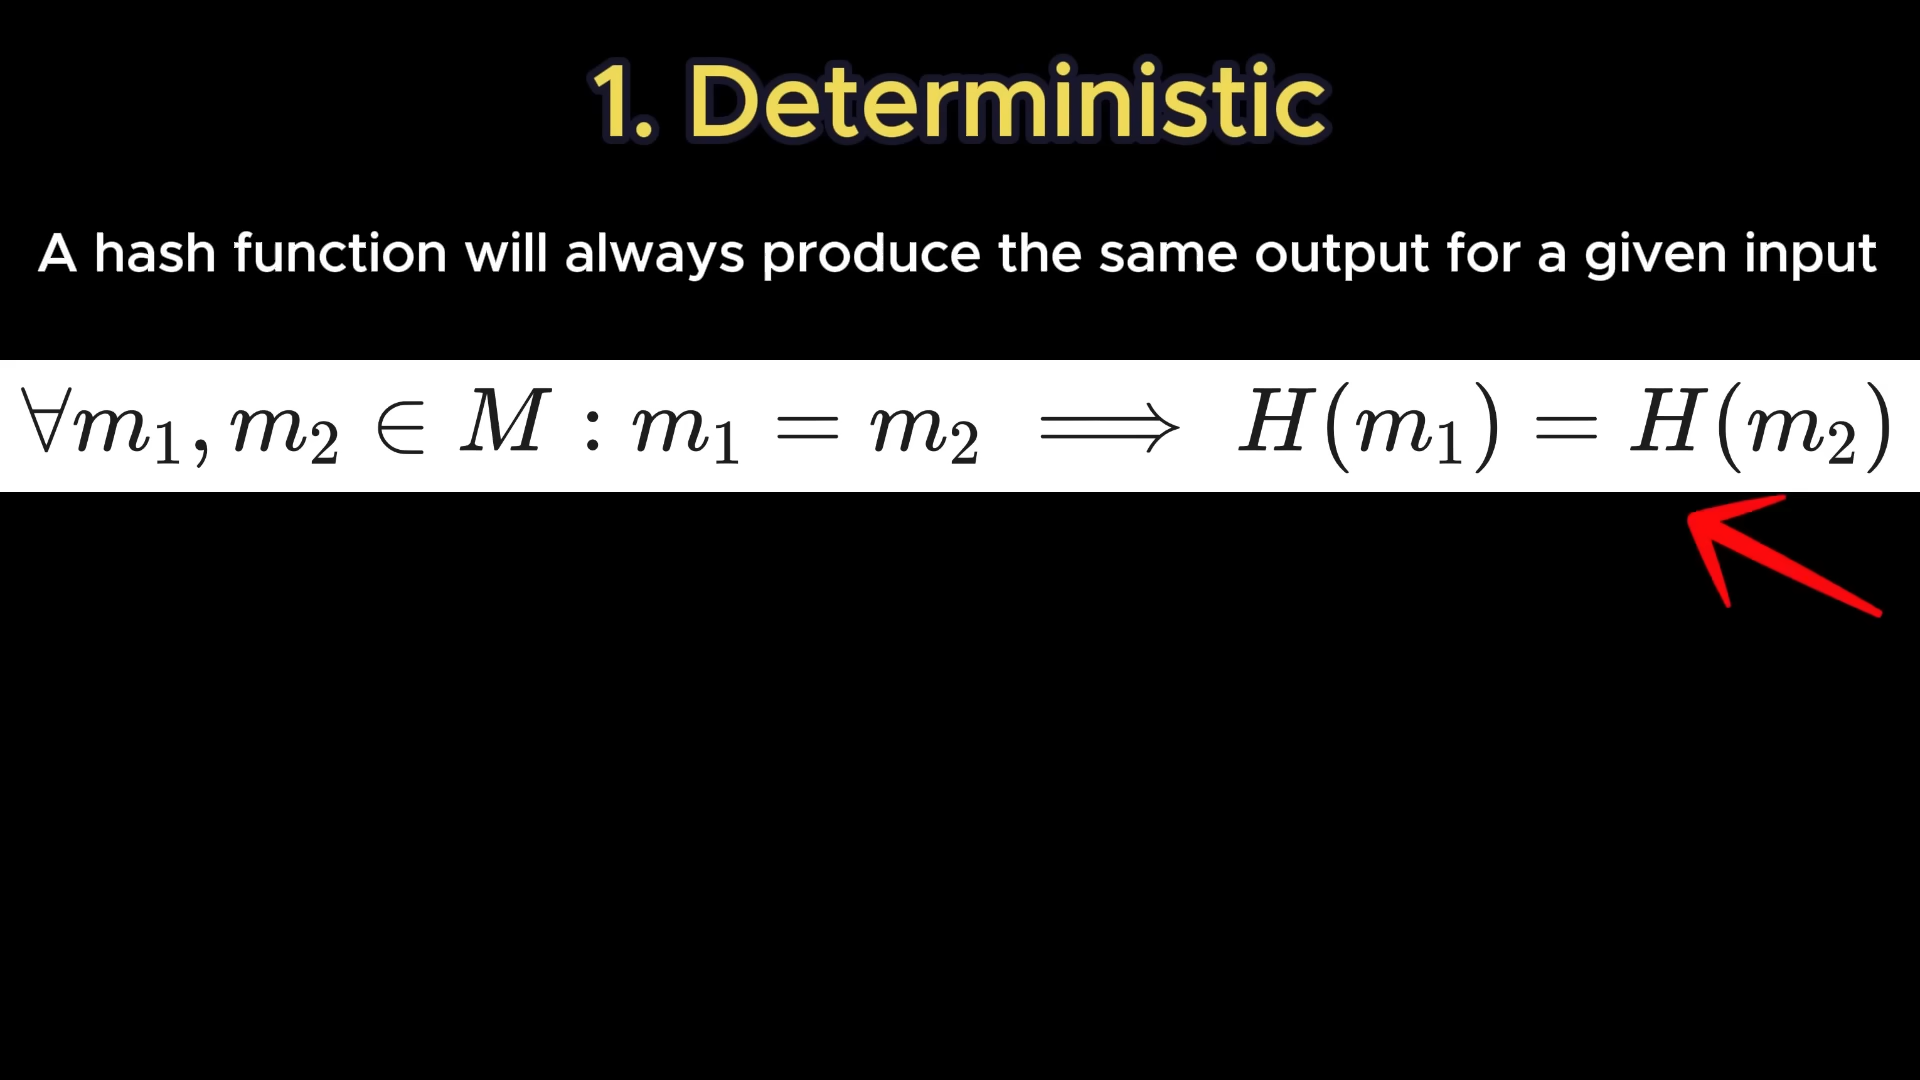 1. Deterministic
A hash function will always produce the same output for a given input
∀m₁, m₂ ∈ M : m₁ = m₂ ⟹ H(m₁) = H(m₂)